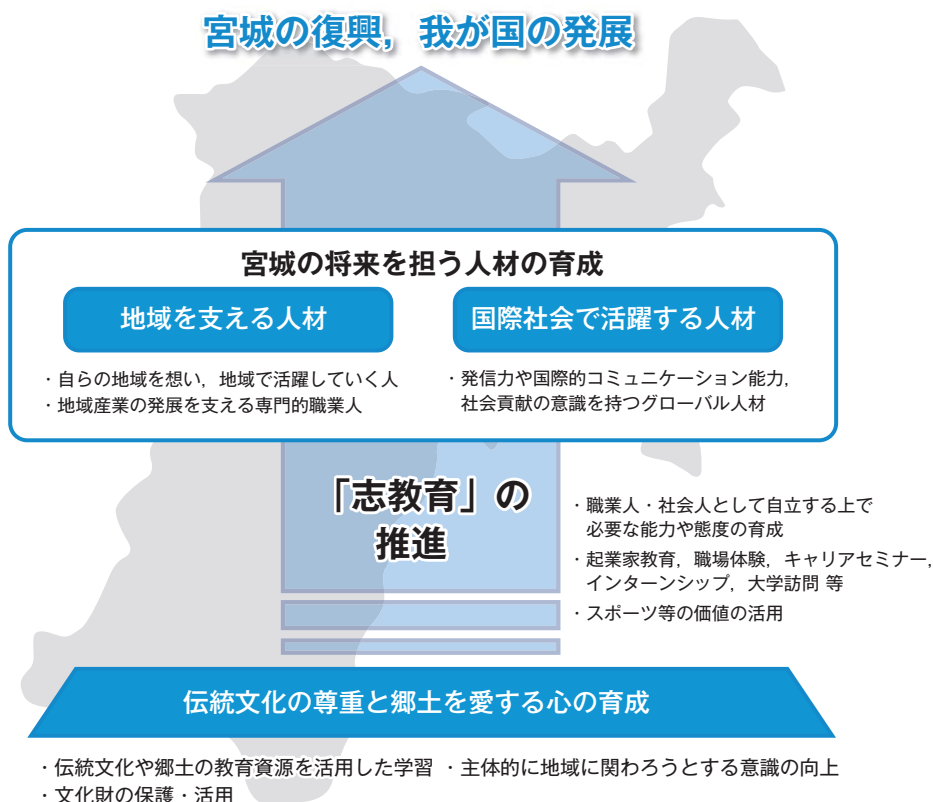 宮城の復興，我が国の発展
宮城の将来を担う人材の育成
地域を支える人材
・自らの地域を想い，地域で活躍していく人
・地域産業の発展を支える専門的職業人
国際社会で活躍する人材
・発信力や国際的コミュニケーション能力，
社会貢献の意識を持つグローバル人材
「志教育」の
推進
・職業人・社会人として自立する上で
必要な能力や態度の育成
・起業家教育，職場体験，キャリアセミナー，
インターンシップ，大学訪問 等
・スポーツ等の価値の活用
伝統文化の尊重と郷土を愛する心の育成
・伝統文化や郷土の教育資源を活用した学習 ・主体的に地域に関わろうとする意識の向上
・文化財の保護・活用